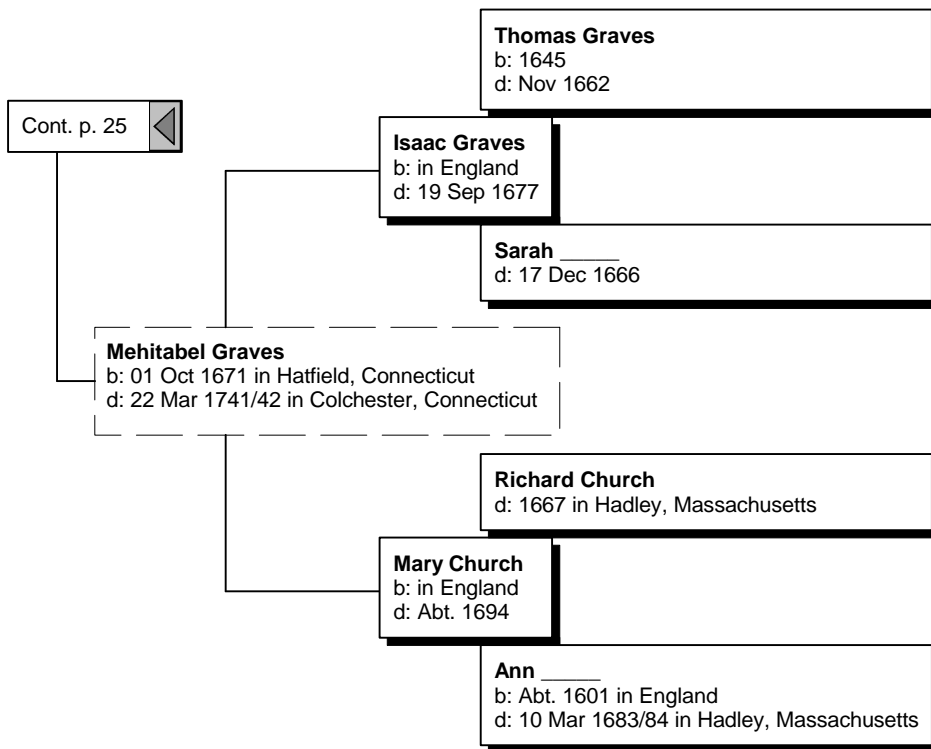 Thomas Graves
b: 1645
d: Nov 1662
Cont. p. 25
Isaac Graves
b: in England
d: 19 Sep 1677
Sarah _____
d: 17 Dec 1666
Mehitabel Graves
b: 01 Oct 1671 in Hatfield, Connecticut
d: 22 Mar 1741/42 in Colchester, Connecticut
Richard Church
d: 1667 in Hadley, Massachusetts
Mary Church
b: in England
d: Abt. 1694
Ann _____
b: Abt. 1601 in England
d: 10 Mar 1683/84 in Hadley, Massachusetts